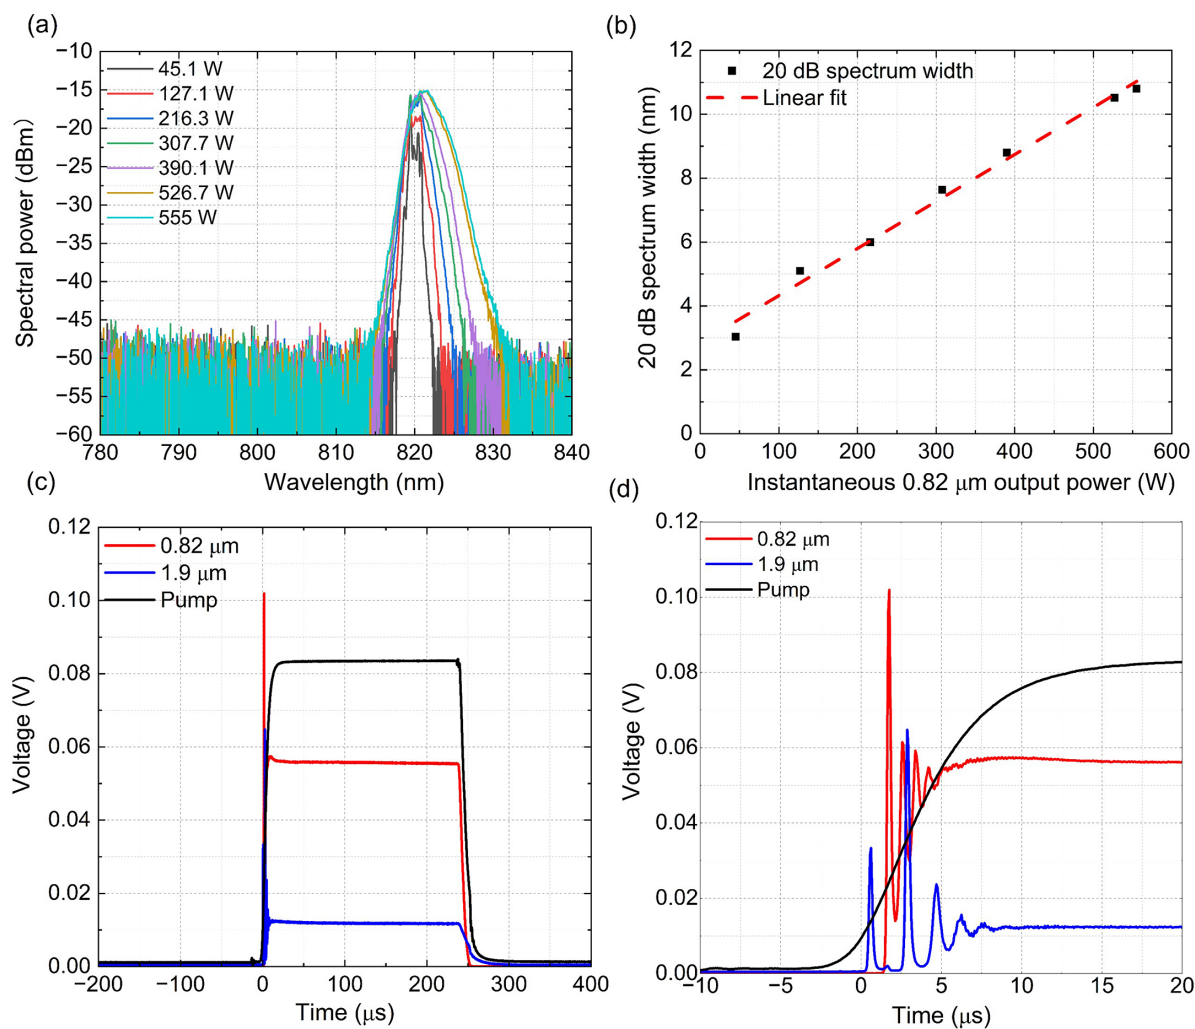 (a)
−10
−15
−20
−25
−30
−35
−40
−45
−50
−55
−60
Spectral power (dBm)
45.1 W
127.1 W
216.3 W
307.7 W
390.1 W
526.7 W
555 W
780 790 800 810 820 830 840
Wavelength (nm)
(b)
12
10
8
6
4
2
0
20 dB spectrum width (nm)
20 dB spectrum width
Linear fit
0 100 200 300 400 500 600
Instantaneous 0.82 μm output power (W)
(c)
0.12
0.10
0.08
0.06
0.04
0.02
0.00
Voltage (V)
0.82 μm
1.9 μm
Pump
−200 −100 0 100 200 300 400
Time (μs)
(d)
0.12
0.10
0.08
0.06
0.04
0.02
0.00
Voltage (V)
0.82 μm
1.9 μm
Pump
−10 −5 0 5 10 15 20
Time (μs)